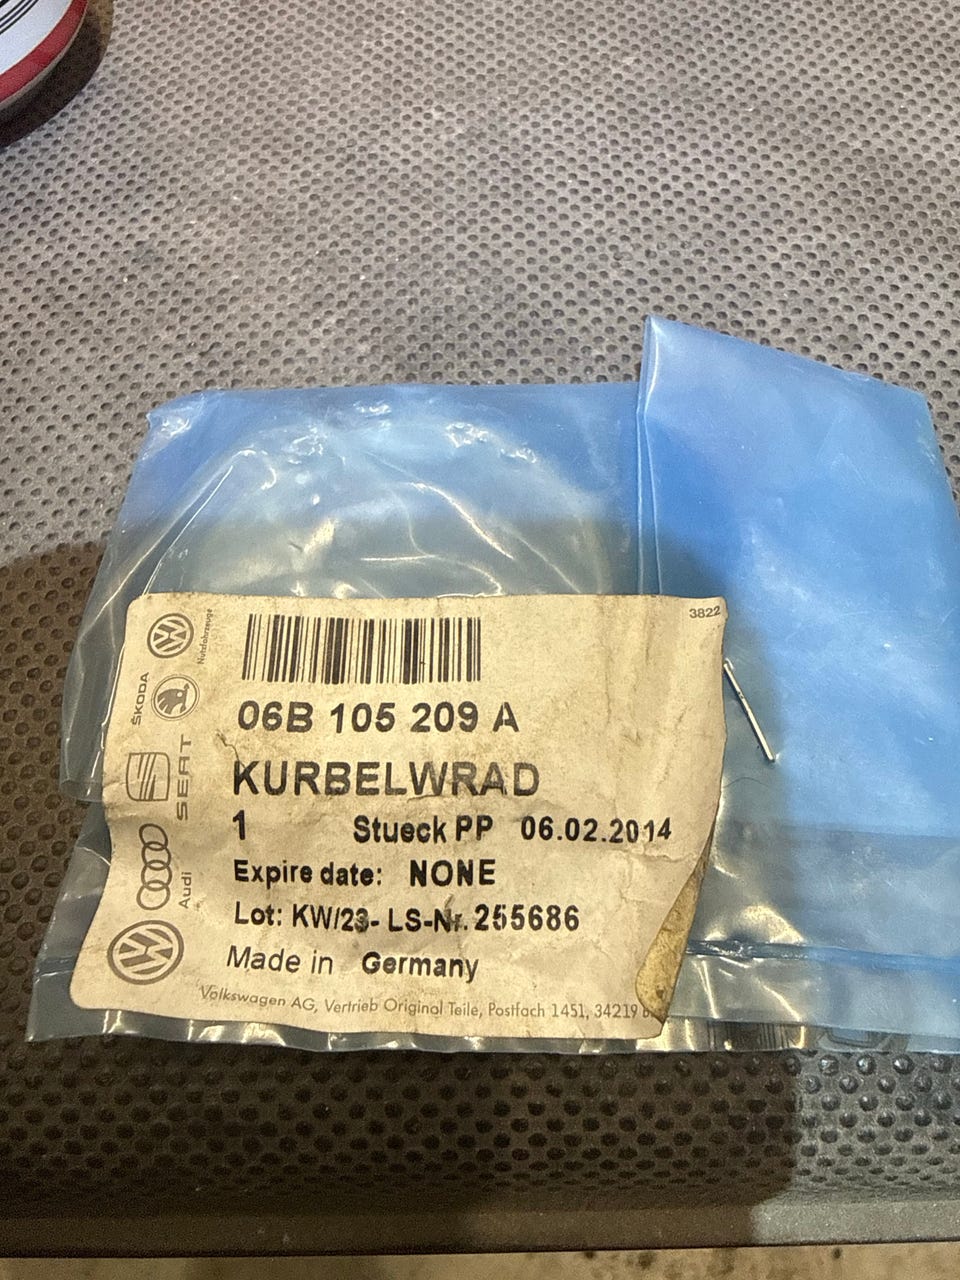 3822
Nutzfahrzeuge
ŠKODA
SEAT
Audi
06B 105 209 A
KURBELWRAD
1 Stueck PP 06.02.2014
Expire date: NONE
Lot: KW/23- LS-Nr. 255686
Made in Germany
Volkswagen AG, Vertrieb Original Teile, Postfach 1451, 34219